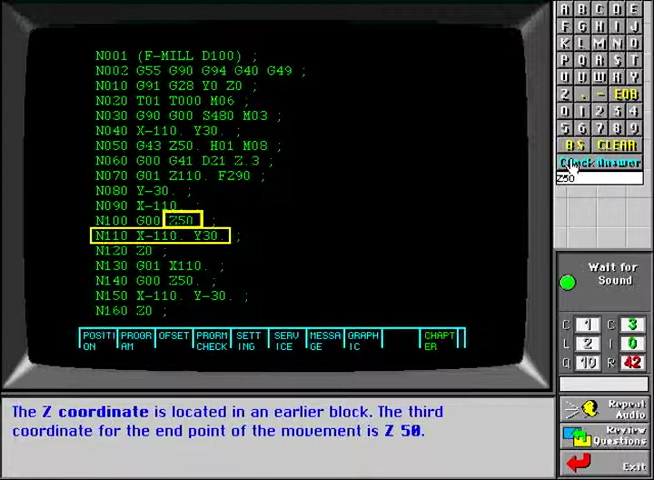 N001 (F-MILL D100) ;
N002 G55 G90 G94 G40 G49 ;
N010 G91 G28 Y0 Z0 ;
N020 T01 T000 M06 ;
N030 G90 G00 S480 M03 ;
N040 X-110. Y30. ;
N050 G43 Z50. H01 M08 ;
N060 G00 G41 D21 Z.3 ;
N070 G01 Z110. F290 ;
N080 Y-30. ;
N090 X-110. ;
N100 G00 Z50. ;
N110 X-110. Y30. ;
N120 Z0 ;
N130 G01 X110. ;
N140 G00 Z50. ;
N150 X-110. Y-30. ;
N160 Z0 ;
POSITI ON PROGR AM OFSET PRORM CHECK SETT ING SERV ICE MESSA GE GRAPH IC CHAPT ER
The Z coordinate is located in an earlier block. The third
coordinate for the end point of the movement is Z 50.
A B C D E
F G H I J
K L M N O
P Q R S T
U V W X Y
Z . - EOB
0 1 2 3 4
5 6 7 8 9
BS CLEAR
Check Answer
Z50
Wait for
Sound
C 1 C 3
L 2 I 0
Q 10 R 42
Repeat
Audio
Review
Questions
Exit